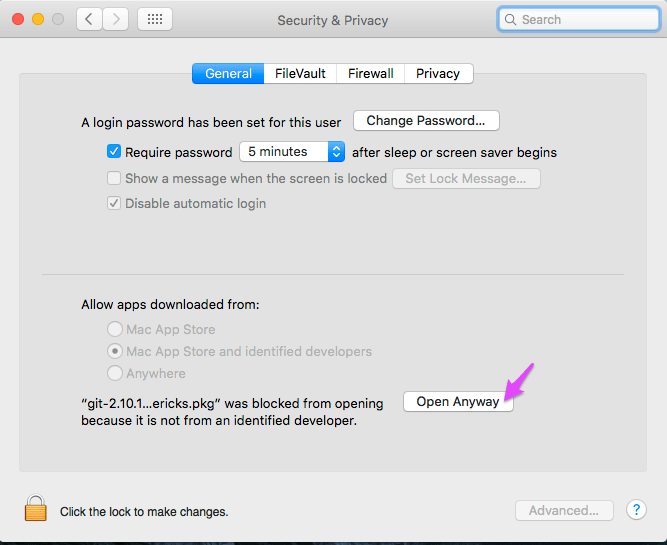 Security & Privacy
Search
General FileVault Firewall Privacy
A login password has been set for this user Change Password...
Require password 5 minutes after sleep or screen saver begins
Show a message when the screen is locked Set Lock Message...
Disable automatic login
Allow apps downloaded from:
Mac App Store
Mac App Store and identified developers
Anywhere
“git-2.10.1...ericks.pkg” was blocked from opening
because it is not from an identified developer.
Open Anyway
Click the lock to make changes.
Advanced...
?